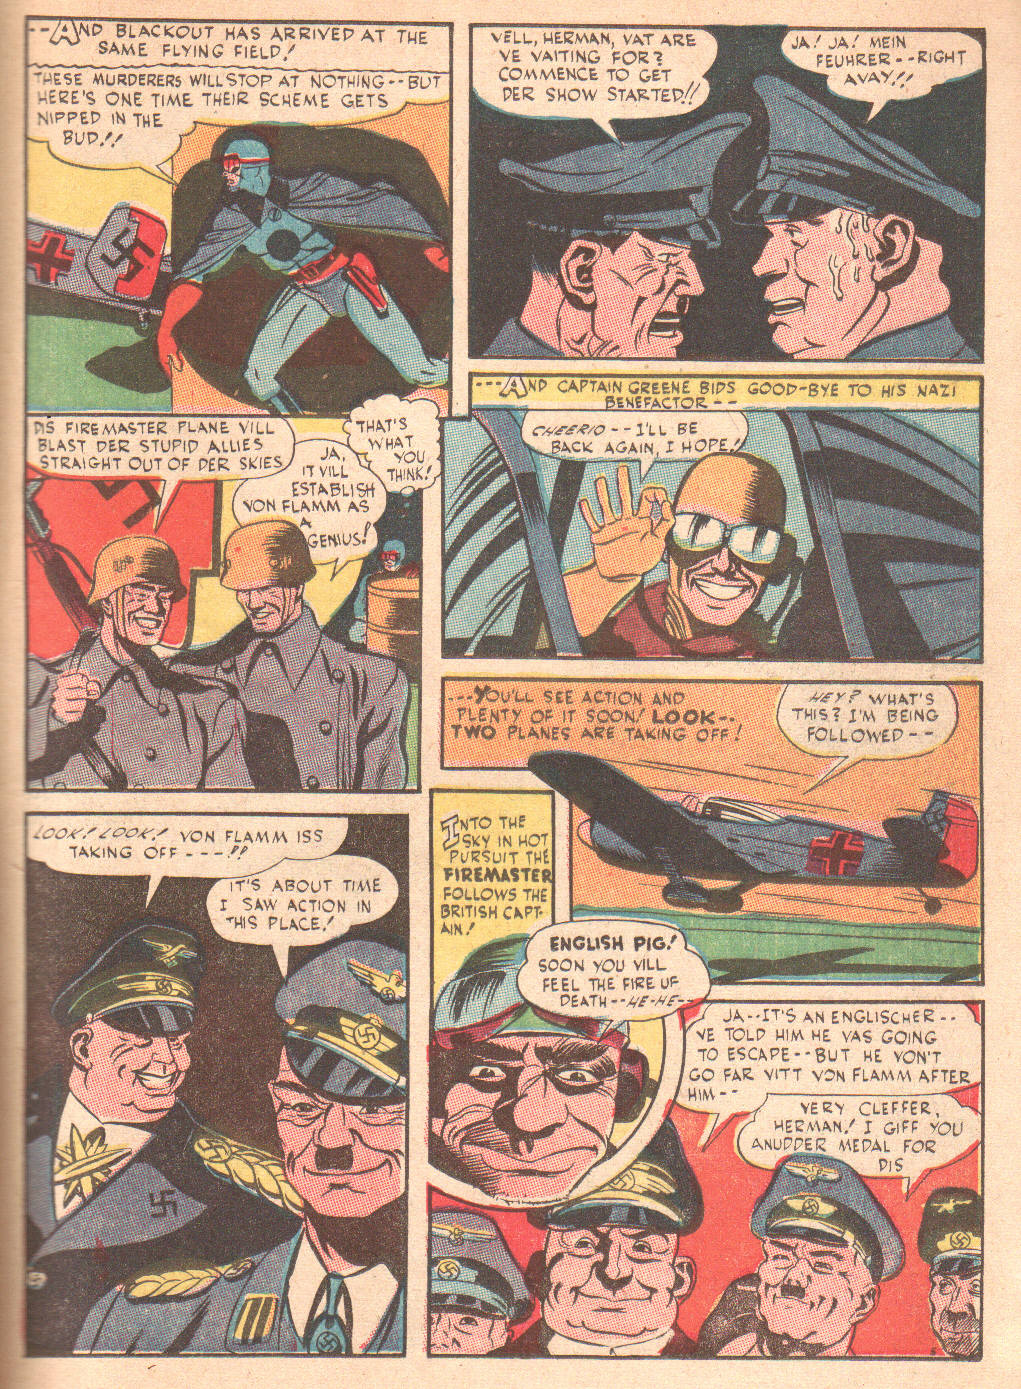 --AND BLACKOUT HAS ARRIVED AT THE
SAME FLYING FIELD!
THESE MURDERERS WILL STOP AT NOTHING--BUT
HERE'S ONE TIME THEIR SCHEME GETS
NIPPED IN THE
BUD!!!
VELL, HERMAN, VAT ARE
VE VAITING FOR?
COMMENCE TO GET
DER SHOW STARTED!!
JA! JA! MEIN
FEUHRER--RIGHT
AVAY!!
DIS FIREMASTER PLANE VILL
BLAST DER STUPID ALLIES
STRAIGHT OUT OF DER SKIES
JA,
IT VILL
ESTABLISH
VON FLAMM AS
A
GENIUS!
THAT'S
WHAT
YOU
THINK!
---AND CAPTAIN GREENE BIDS GOOD-BYE TO HIS NAZI
BENEFACTOR--
CHEERIO--I'LL BE
BACK AGAIN, I HOPE!
---YOU'LL SEE ACTION AND
PLENTY OF IT SOON! LOOK--
TWO PLANES ARE TAKING OFF!
HEY? WHAT'S
THIS? I'M BEING
FOLLOWED--
LOOK! LOOK! VON FLAMM ISS
TAKING OFF----!!
IT'S ABOUT TIME
I SAW ACTION IN
THIS PLACE!
INTO THE
SKY IN HOT
PURSUIT THE
FIREMASTER
FOLLOWS THE
BRITISH CAPT-
AIN!
ENGLISH PIG!
SOON YOU VILL
FEEL THE FIRE UF
DEATH--HE-HE--
JA--IT'S AN ENGLISCHER--
VE TOLD HIM HE VAS GOING
TO ESCAPE--BUT HE VON'T
GO FAR VITT VON FLAMM AFTER
HIM--
VERY CLEFFER,
HERMAN! I GIFF YOU
ANUDDER MEDAL FOR
DIS
5